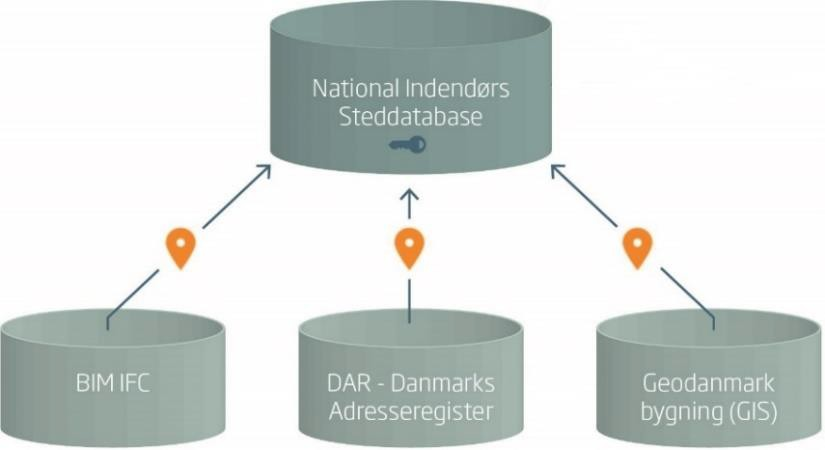 National Indendørs
Steddatabase
BIM IFC
DAR - Danmarks
Adresseregister
Geodanmark
bygning (GIS)